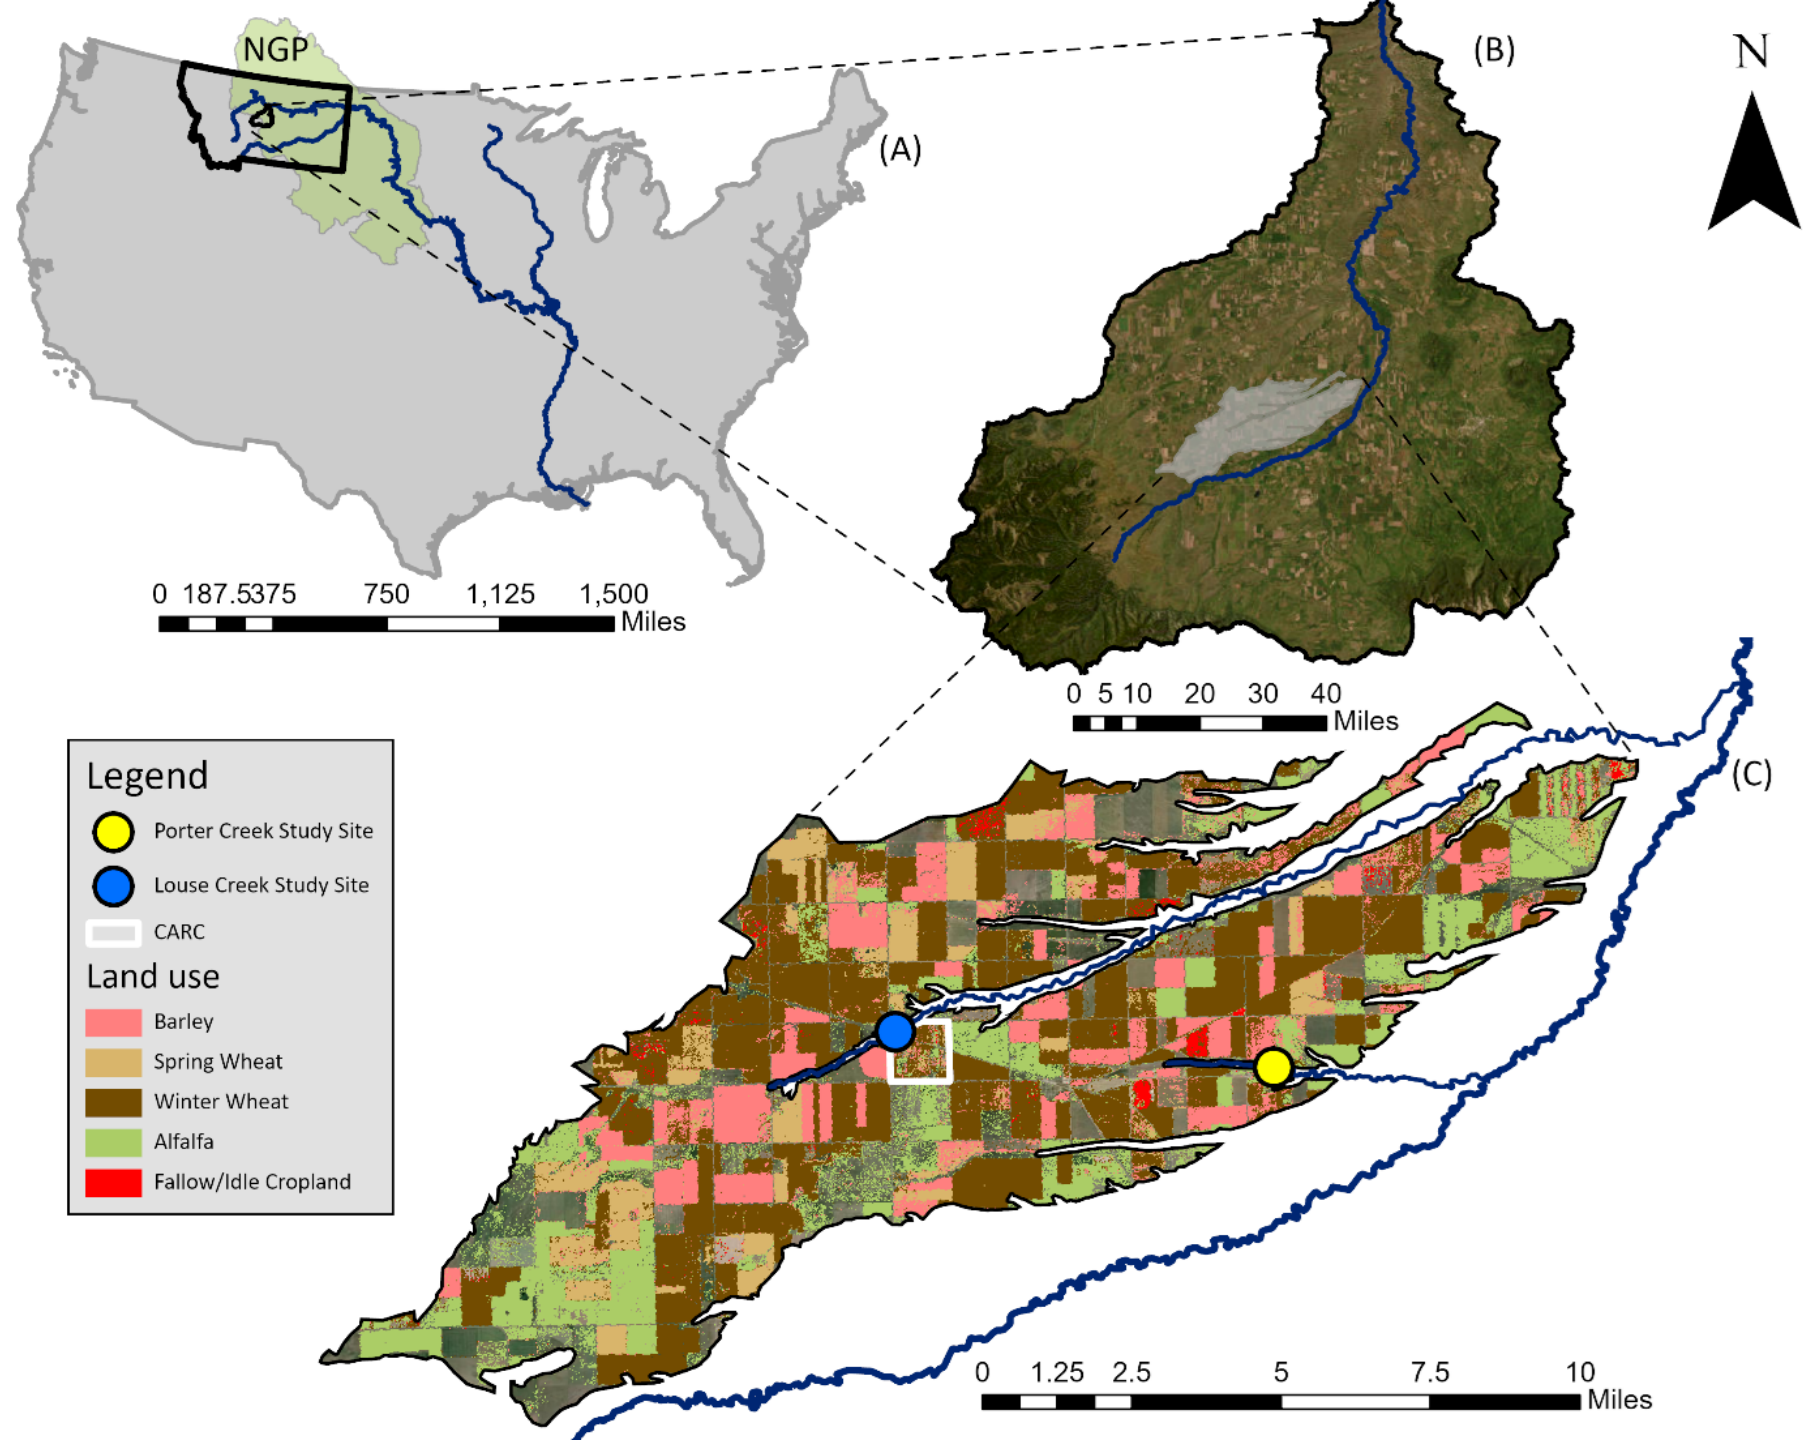 NGP
(A)
(B)
N
0 187.5375 750 1,125 1,500
Miles
0 5 10 20 30 40
Miles
(C)
Legend
Porter Creek Study Site
Louse Creek Study Site
CARC
Land use
Barley
Spring Wheat
Winter Wheat
Alfalfa
Fallow/Idle Cropland
0 1.25 2.5 5 7.5 10
Miles